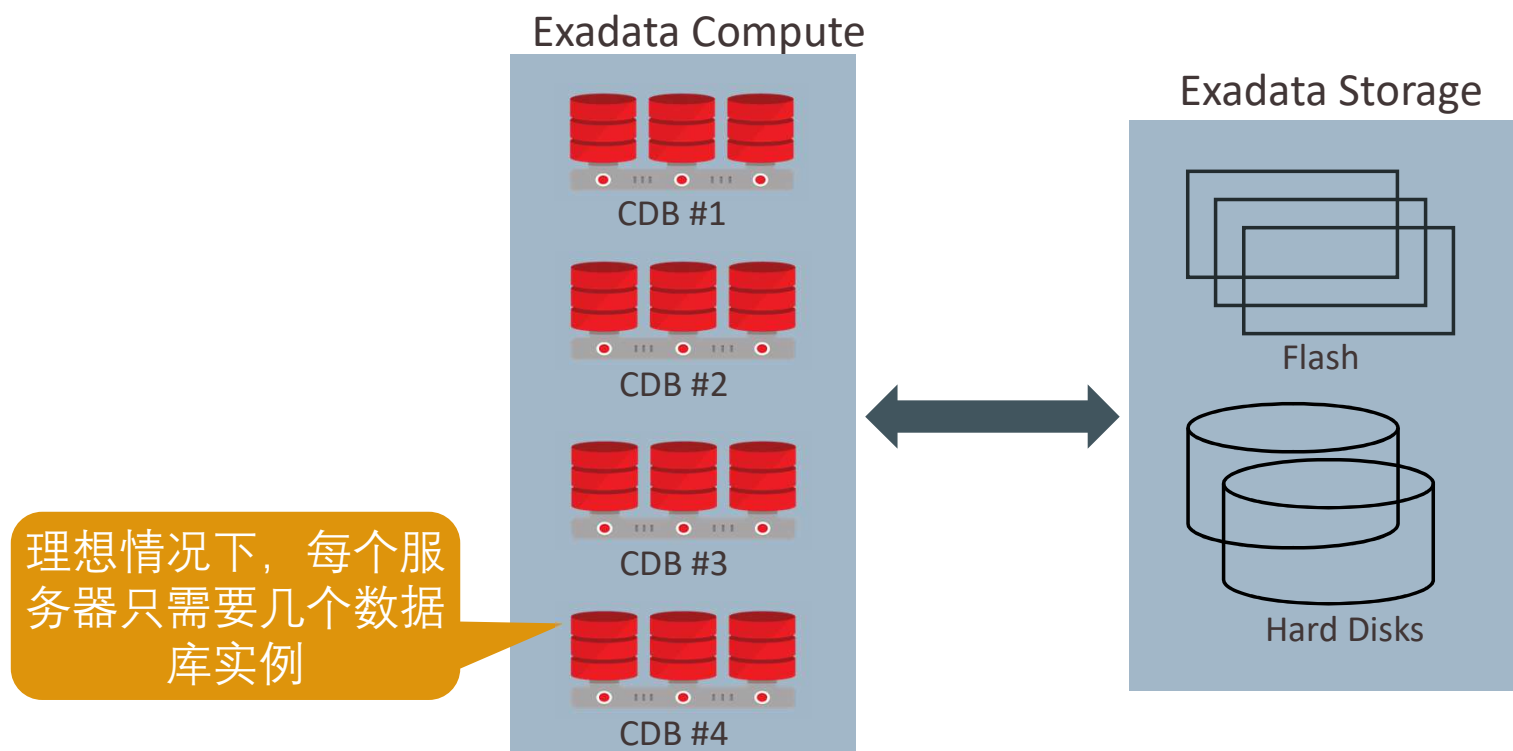 Exadata Compute
CDB #1
CDB #2
CDB #3
CDB #4
理想情况下，每个服
务器只需要几个数据
库实例
Exadata Storage
Flash
Hard Disks